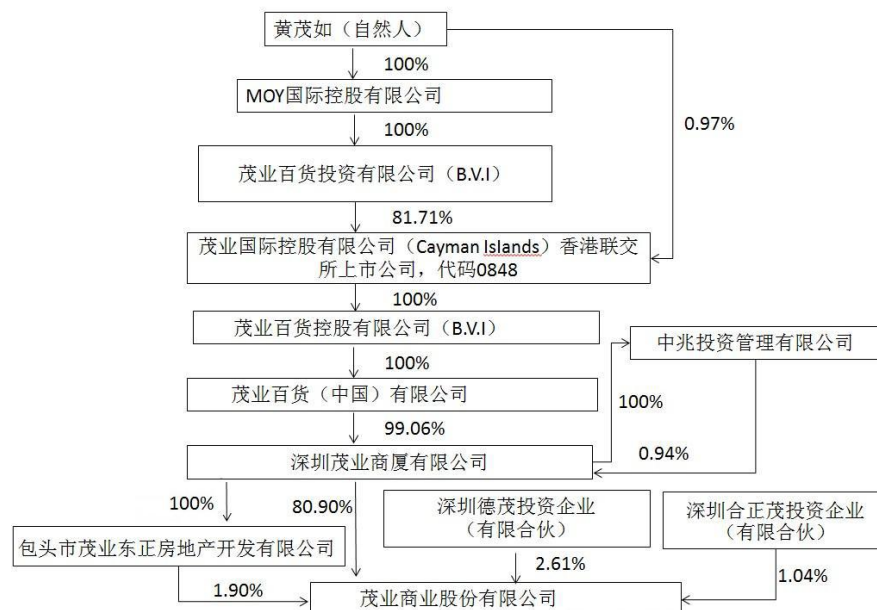 黄茂如（自然人）
100%
MOY国际控股有限公司
0.97%
100%
茂业百货投资有限公司（B.V.I）
81.71%
茂业国际控股有限公司（Cayman Islands）香港联交
所上市公司，代码0848
100%
茂业百货控股有限公司（B.V.I）
中兆投资管理有限公司
100%
茂业百货（中国）有限公司
100%
99.06%
深圳茂业商厦有限公司
0.94%
100%
80.90%
深圳德茂投资企业
（有限合伙）
深圳合正茂投资企业
（有限合伙）
包头市茂业东正房地产开发有限公司
2.61%
1.04%
1.90%
茂业商业股份有限公司